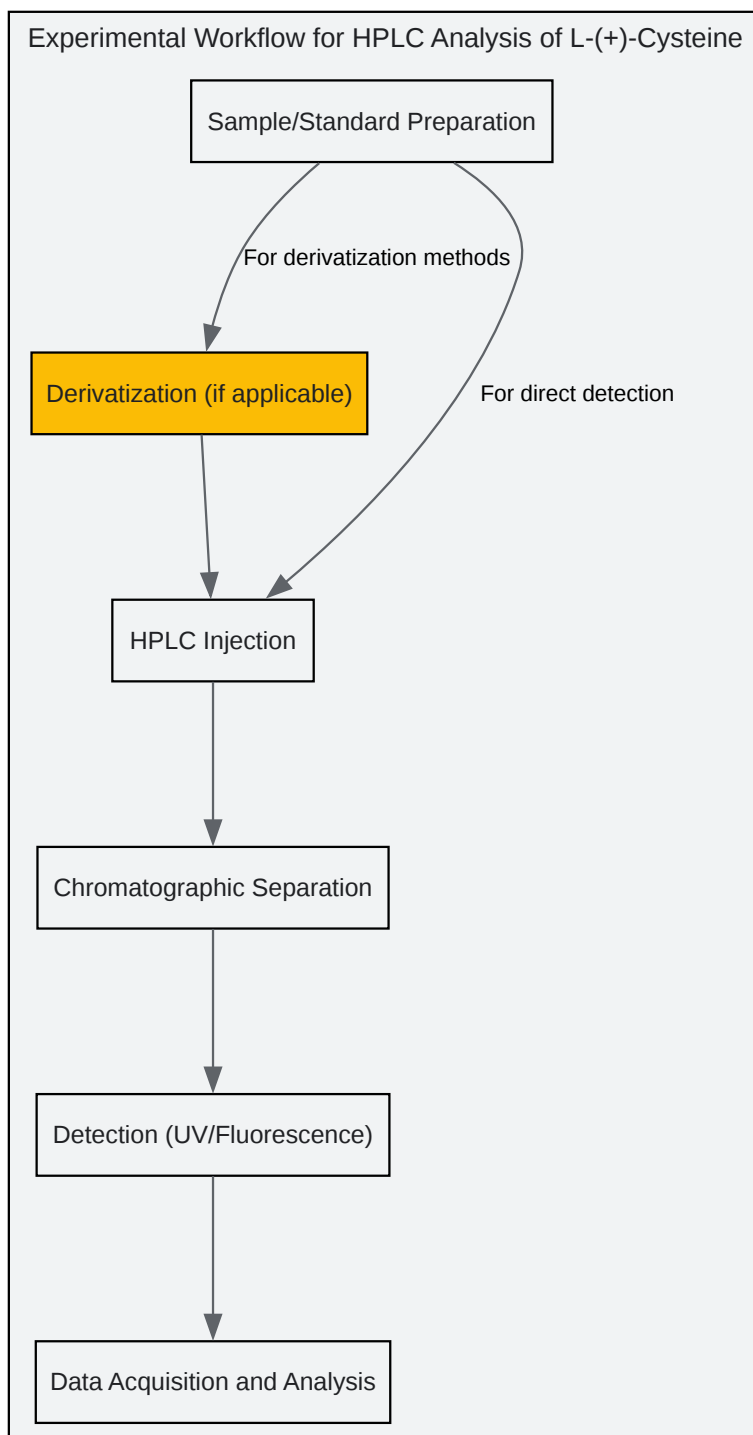 Experimental Workflow for HPLC Analysis of L-(+)-Cysteine
Sample/Standard Preparation
For derivatization methods
Derivatization (if applicable)
For direct detection
HPLC Injection
Chromatographic Separation
Detection (UV/Fluorescence)
Data Acquisition and Analysis